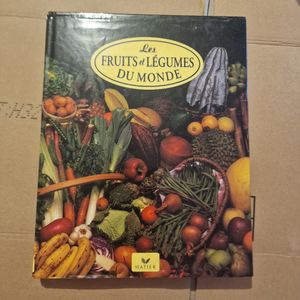 Les
FRUITS et LÉGUMES
DU MONDE
HATIER